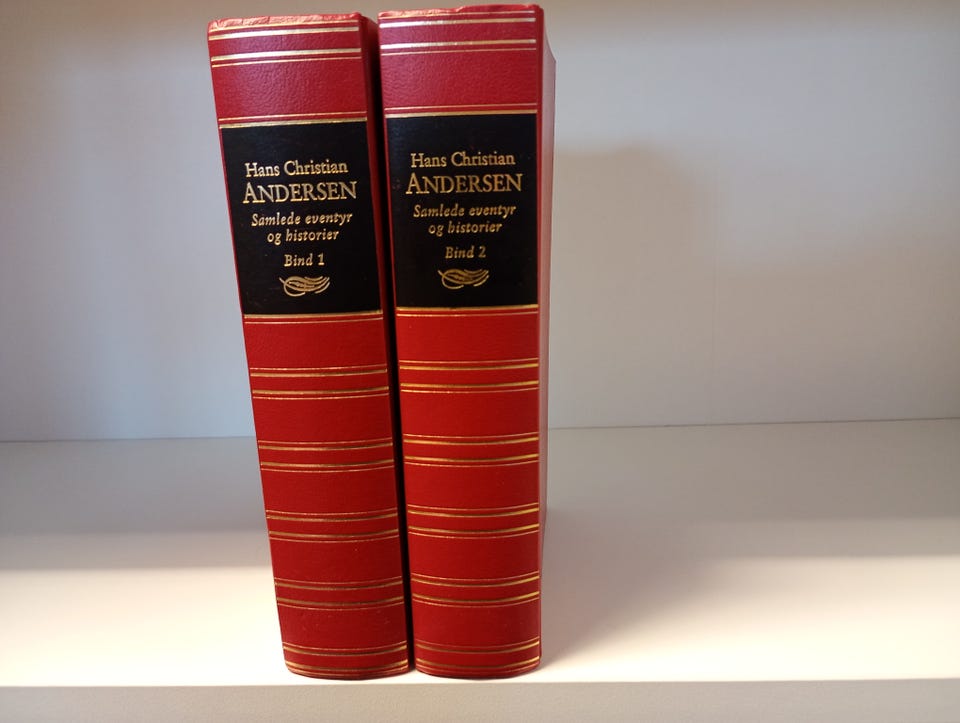 Hans Christian
ANDERSEN
Samlede eventyr
og historier
Bind 1
Hans Christian
ANDERSEN
Samlede eventyr
og historier
Bind 2